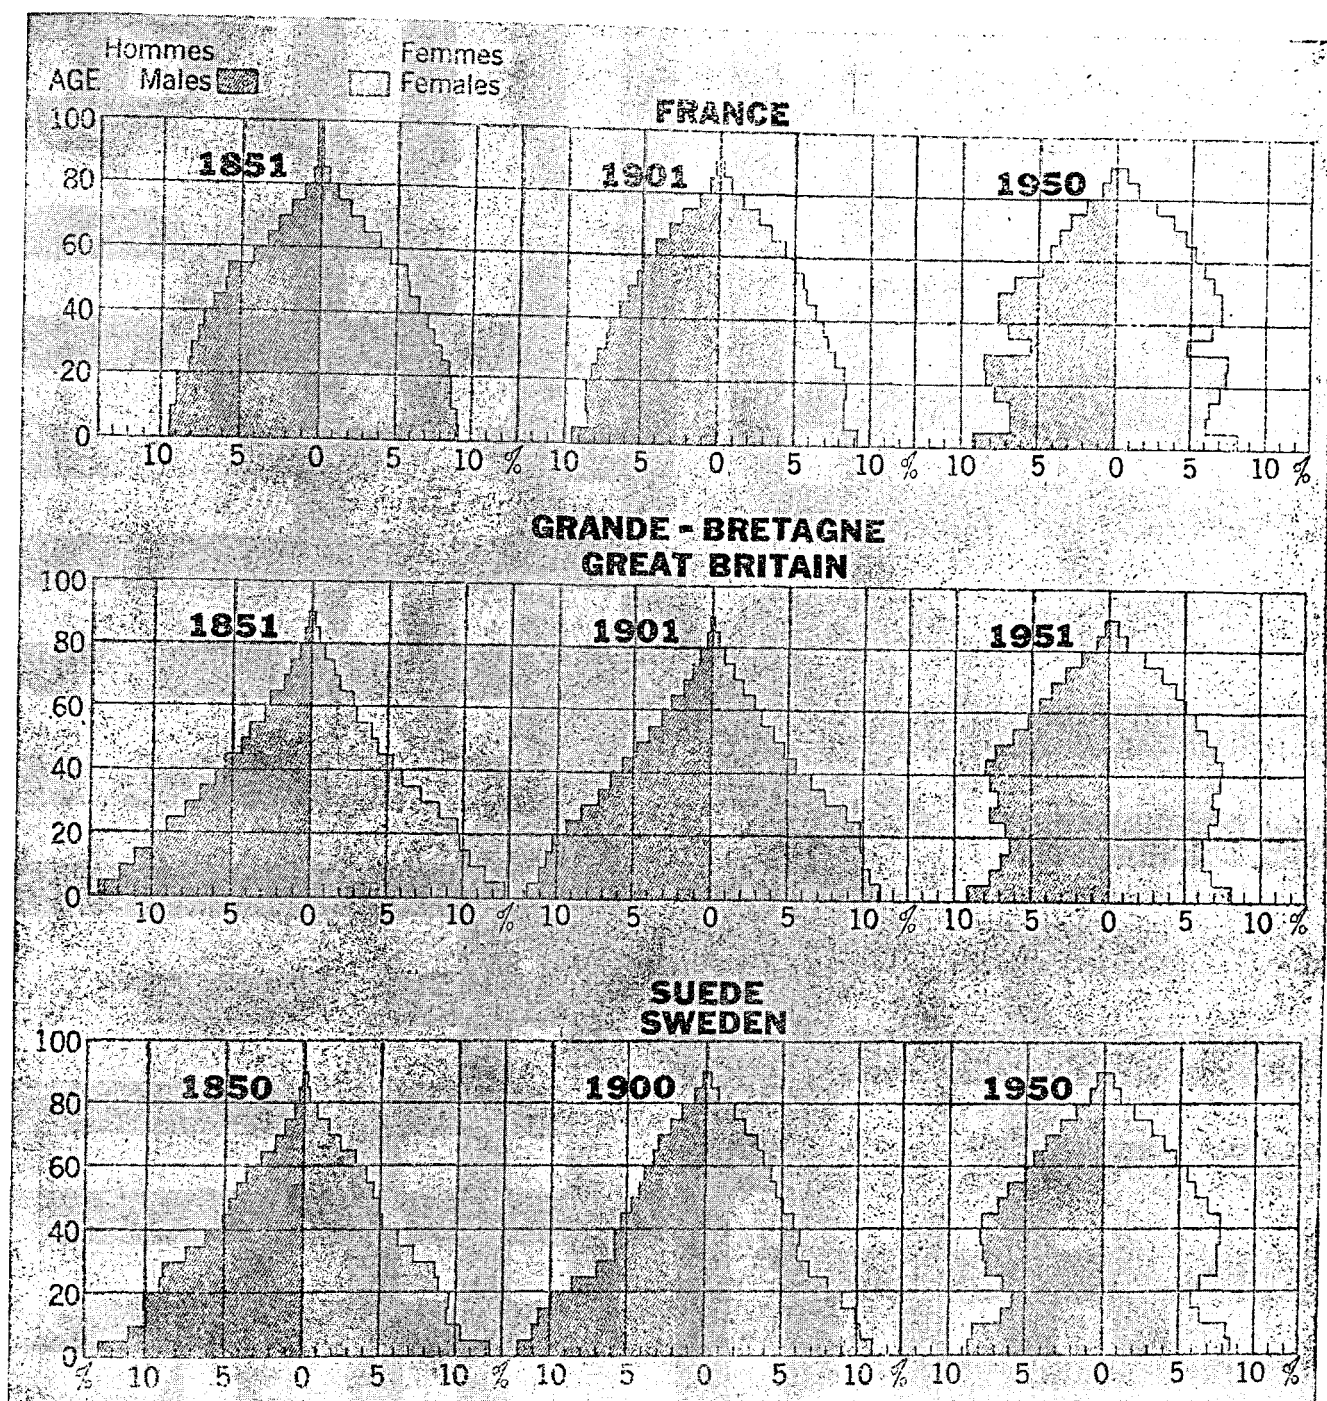 Hommes Femmes
AGE Males Females
FRANCE
100
80
60
40
20
0
1851 1901 1950
10 5 0 5 10 % 10 5 0 5 10 % 10 5 0 5 10 %
GRANDE - BRETAGNE
GREAT BRITAIN
100
80
60
40
20
0
1851 1901 1951
10 5 0 5 10 % 10 5 0 5 10 % 10 5 0 5 10 %
SUEDE
SWEDEN
100
80
60
40
20
0
1850 1900 1950
% 10 5 0 5 10 % 10 5 0 5 10 % 10 5 0 5 10 %